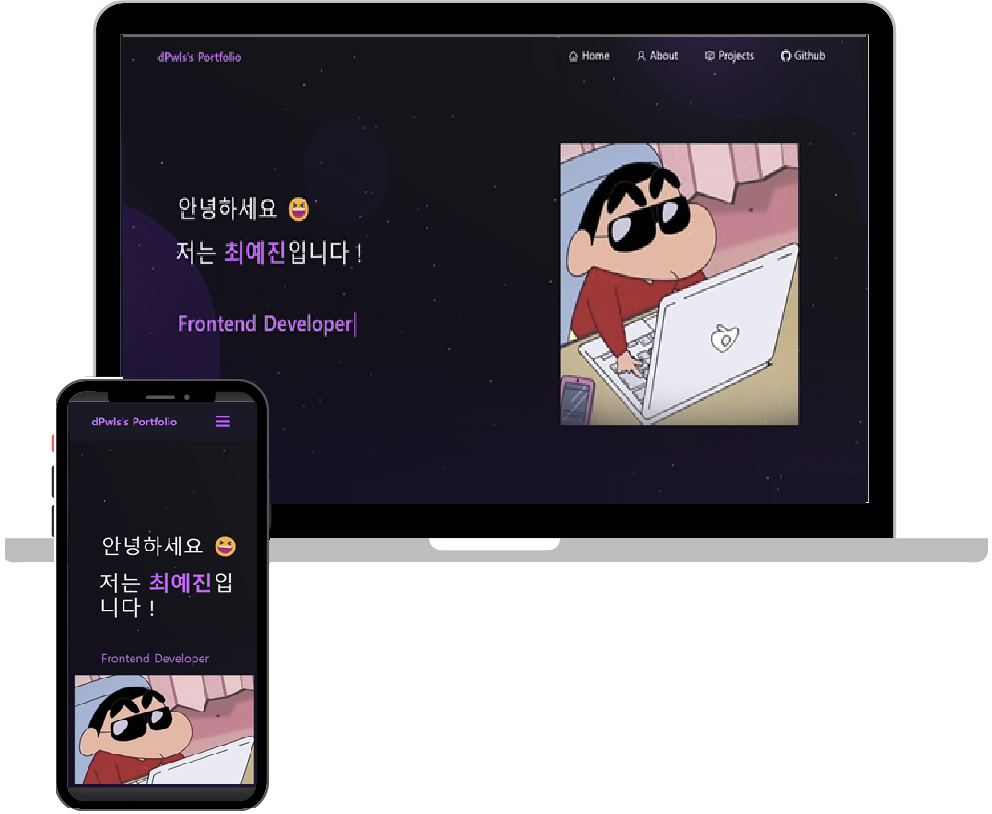 dPwls's Portfolio
Home About Projects Github
안녕하세요 😆
저는 최예진입니다 !
Frontend Developer
dPwls's Portfolio
안녕하세요 😆
저는 최예진입
니다 !
Frontend Developer